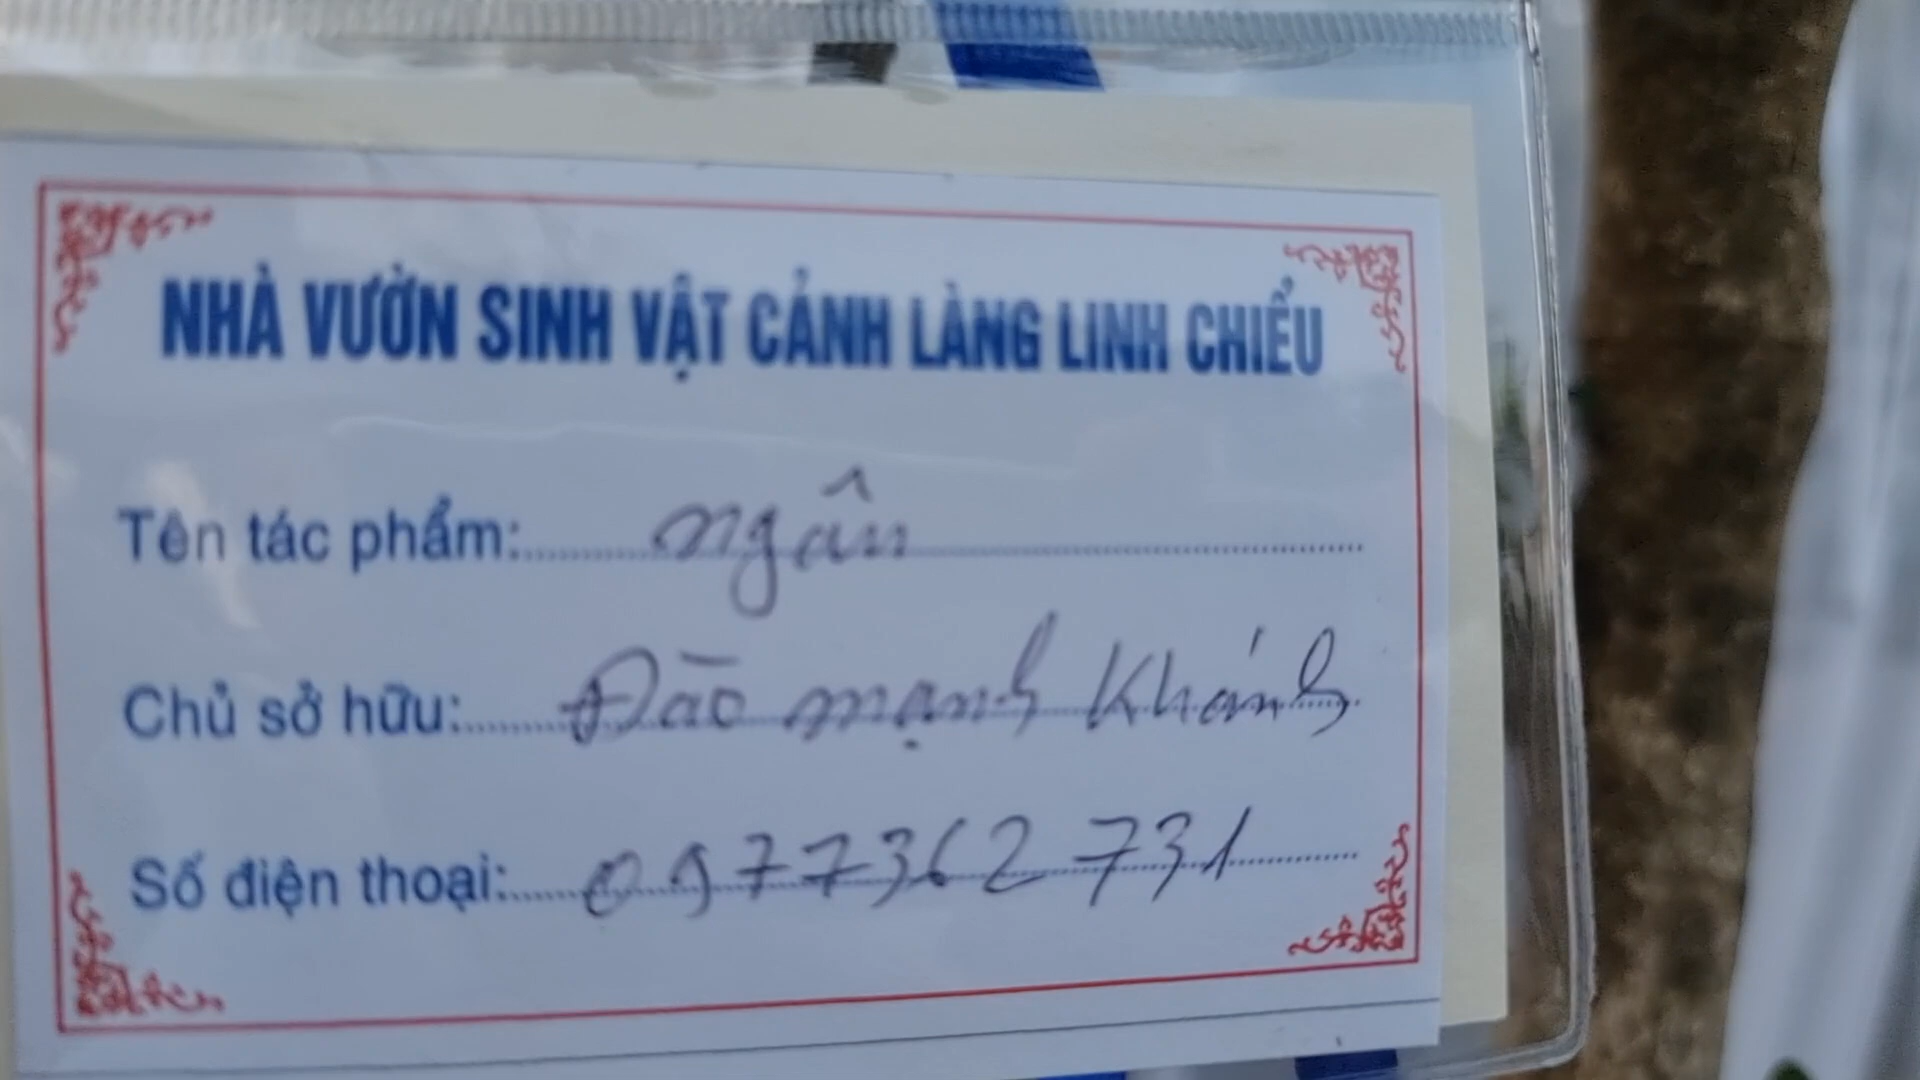 NHÀ VƯỜN SINH VẬT CẢNH LÀNG LINH CHIỂU
Tên tác phẩm: ngân
Chủ sở hữu: Đào mạnh Khánh
Số điện thoại: 0977362731